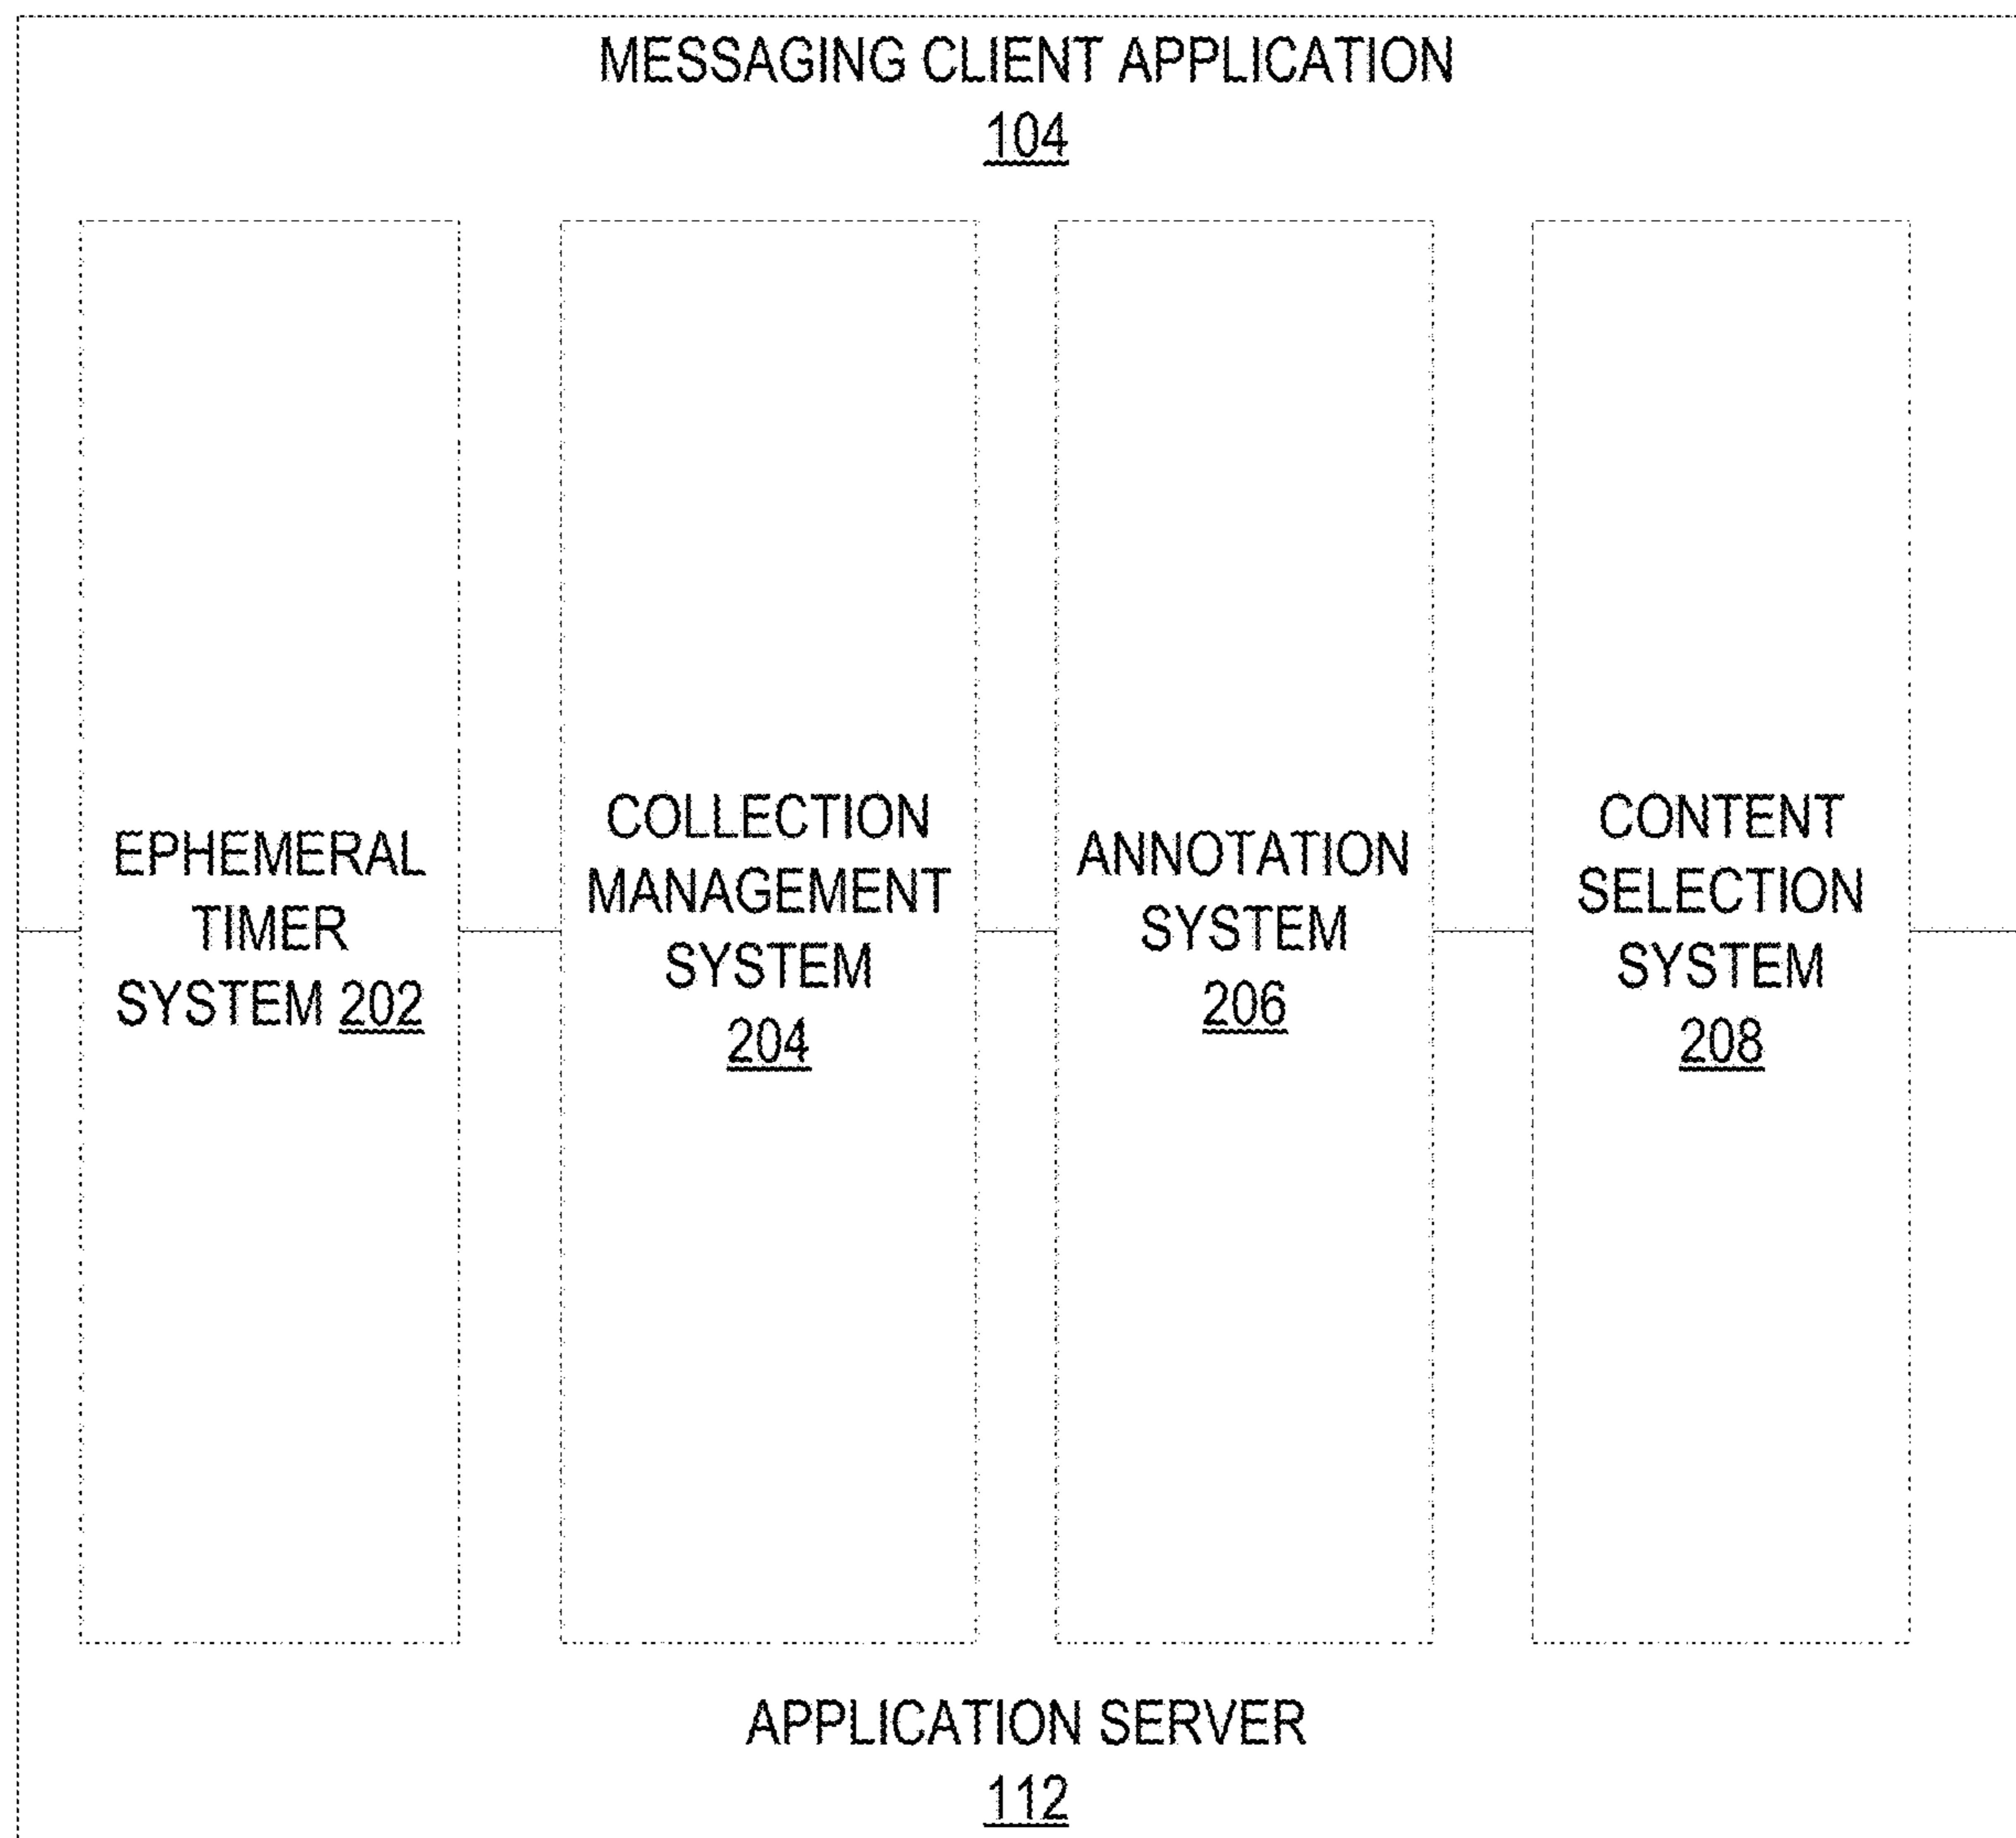 MESSAGING CLIENT APPLICATION
104
EPHEMERAL
TIMER
SYSTEM 202
COLLECTION
MANAGEMENT
SYSTEM
204
ANNOTATION
SYSTEM
206
CONTENT
SELECTION
SYSTEM
208
APPLICATION SERVER
112